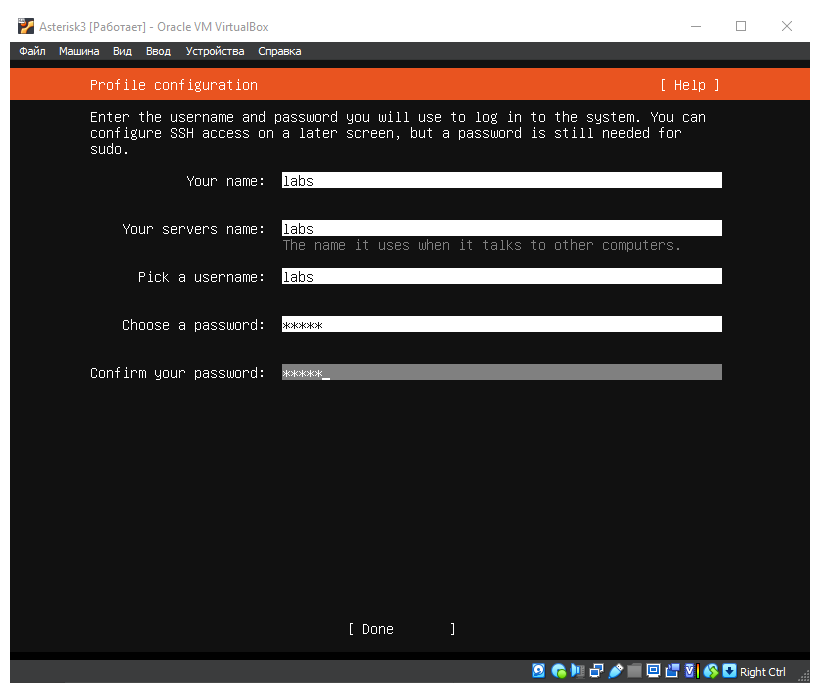 Asterisk3 [Работает] - Oracle VM VirtualBox
Файл Машина Вид Ввод Устройства Справка
Profile configuration [ Help ]
Enter the username and password you will use to log in to the system. You can
configure SSH access on a later screen, but a password is still needed for
sudo.
Your name: labs
Your servers name: labs
The name it uses when it talks to other computers.
Pick a username: labs
Choose a password: *****
Confirm your password: *****_
[ Done ]
Right Ctrl